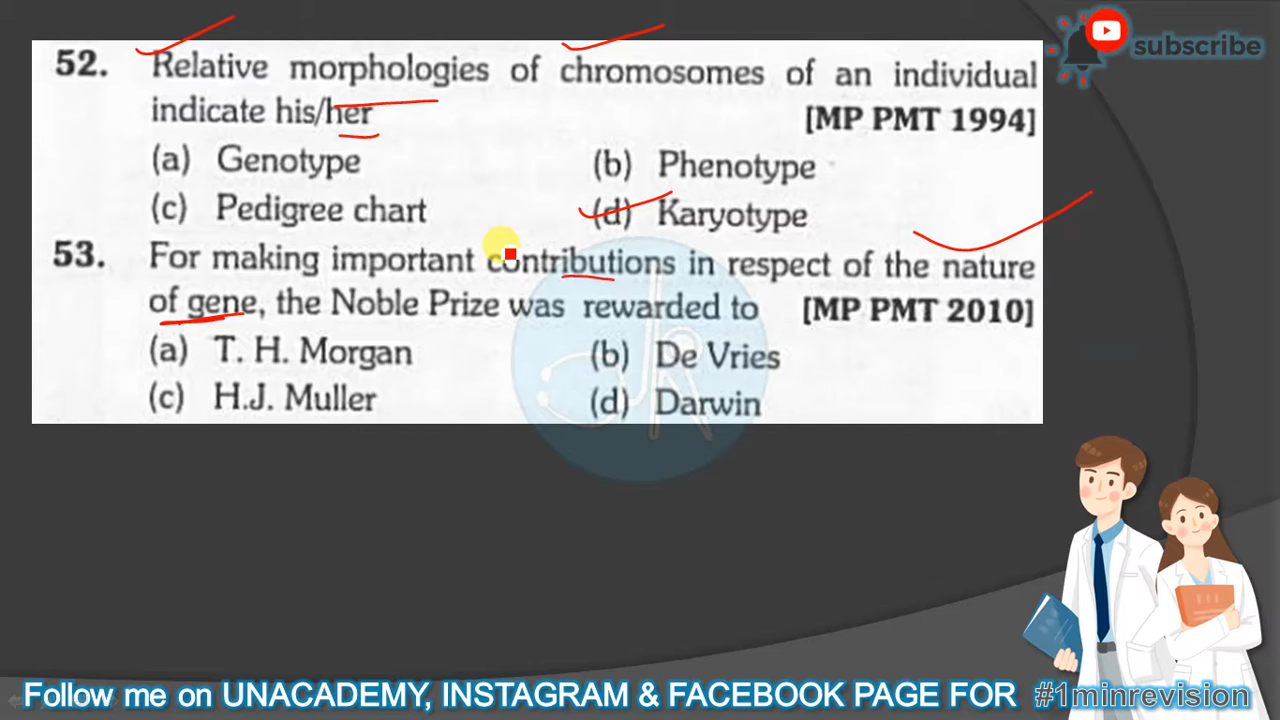 subscribe
52. Relative morphologies of chromosomes of an individual
indicate his/her [MP PMT 1994]
(a) Genotype (b) Phenotype
(c) Pedigree chart (d) Karyotype
53. For making important contributions in respect of the nature
of gene, the Noble Prize was rewarded to [MP PMT 2010]
(a) T. H. Morgan (b) De Vries
(c) H.J. Muller (d) Darwin
Follow me on UNACADEMY, INSTAGRAM & FACEBOOK PAGE FOR #1minrevision